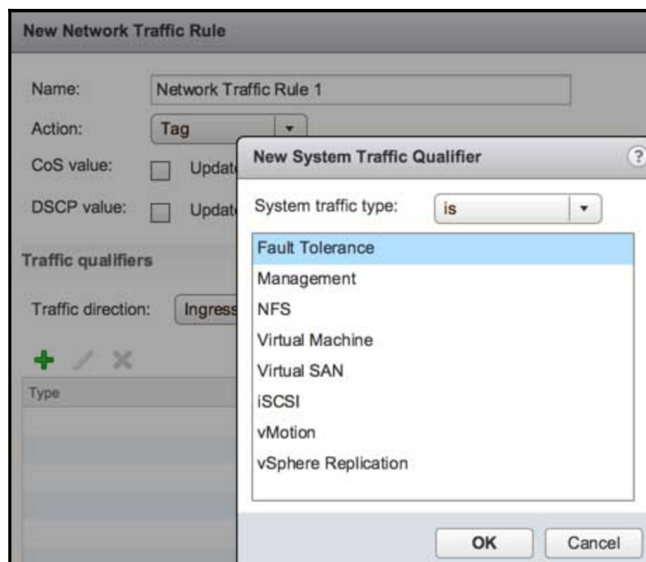 New Network Traffic Rule
Name: Network Traffic Rule 1
Action: Tag
CoS value: Updat
DSCP value: Updat
Traffic qualifiers
Traffic direction: Ingress
Type
New System Traffic Qualifier ?
System traffic type: is
Fault Tolerance
Management
NFS
Virtual Machine
Virtual SAN
iSCSI
vMotion
vSphere Replication
OK Cancel